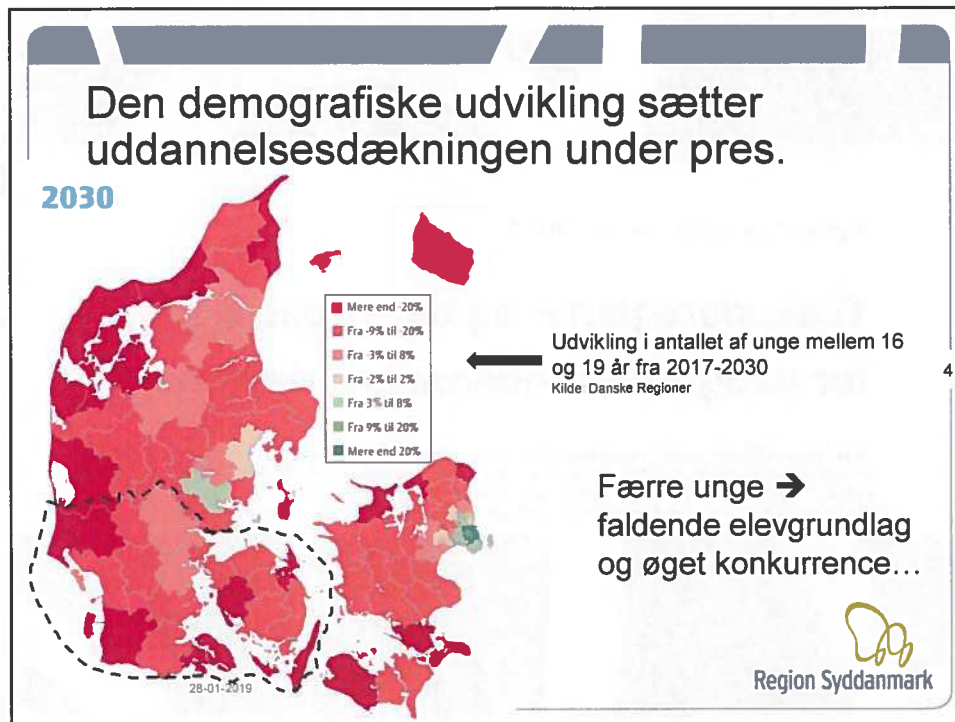 Den demografiske udvikling sætter
uddannelsesdækningen under pres.
2030
Mere end -20%
Fra -9% til -20%
Fra -3% til 8%
Fra -2% til 2%
Fra 3% til 8%
Fra 9% til 20%
Mere end 20%
Udvikling i antallet af unge mellem 16
og 19 år fra 2017-2030
Kilde: Danske Regioner
4
Færre unge ➔
faldende elevgrundlag
og øget konkurrence...
28-01-2019
Region Syddanmark